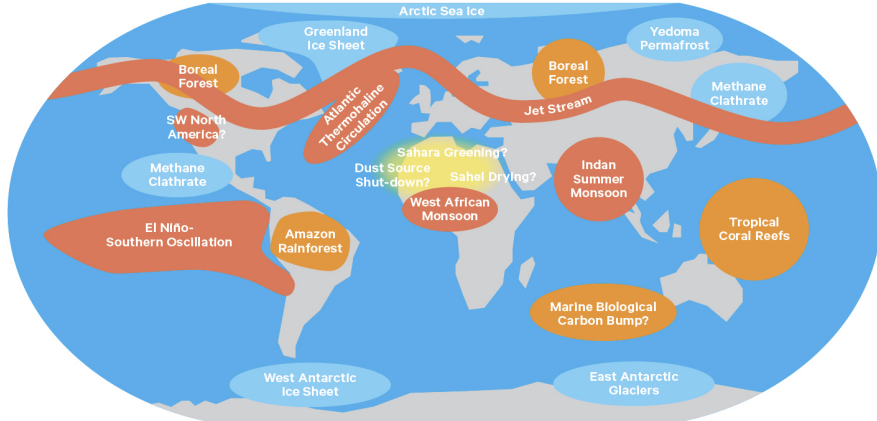 Arctic Sea Ice
Greenland
Ice Sheet
Yedoma
Permafrost
Boreal
Forest
Boreal
Forest
Methane
Clathrate
Jet Stream
Atlantic
Thermohaline
Circulation
SW North
America?
Sahara Greening?
Dust Source
Shut-down?
Sahel Drying?
Methane
Clathrate
Indan
Summer
Monsoon
West African
Monsoon
El Niño-
Southern Oscillation
Amazon
Rainforest
Tropical
Coral Reefs
Marine Biological
Carbon Bump?
West Antarctic
Ice Sheet
East Antarctic
Glaciers